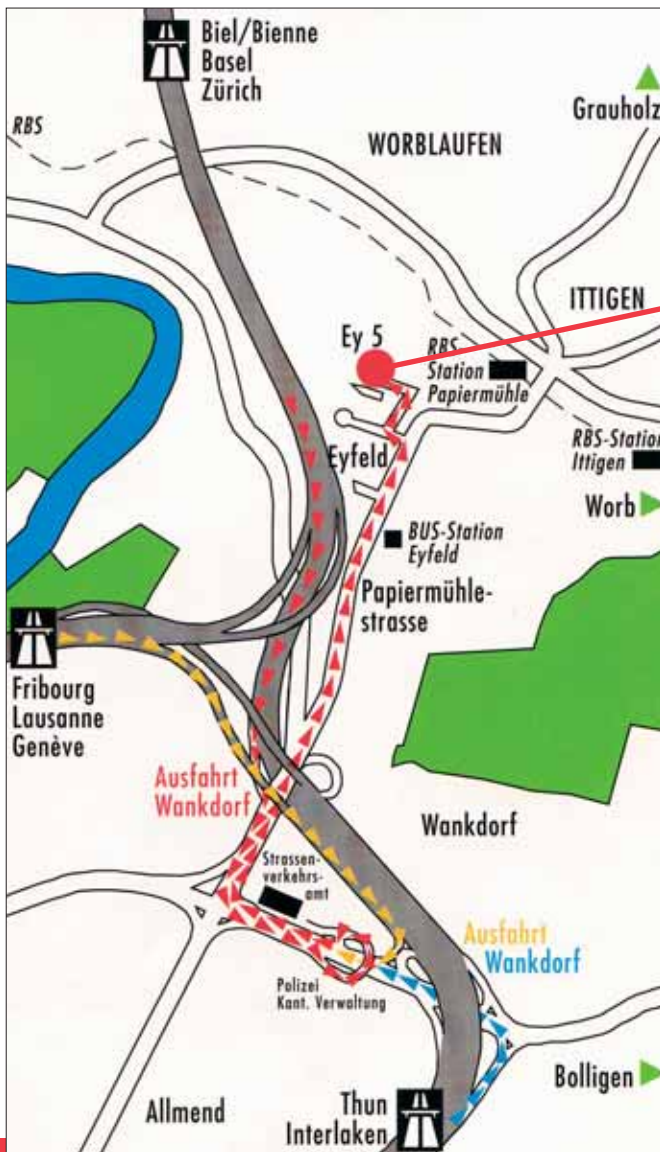 Biel/Bienne
Basel
Zürich
RBS
WORBLAUFEN
Grauholz
ITTIGEN
Ey 5
RBS
Station
Papiermühle
RBS-Station
Ittigen
Eyfeld
Worb
BUS-Station
Eyfeld
Papiermühle-
strasse
Fribourg
Lausanne
Genève
Ausfahrt
Wankdorf
Wankdorf
Strassen-
verkehrs-
amt
Ausfahrt
Wankdorf
Polizei
Kant. Verwaltung
Bolligen
Allmend
Thun
Interlaken